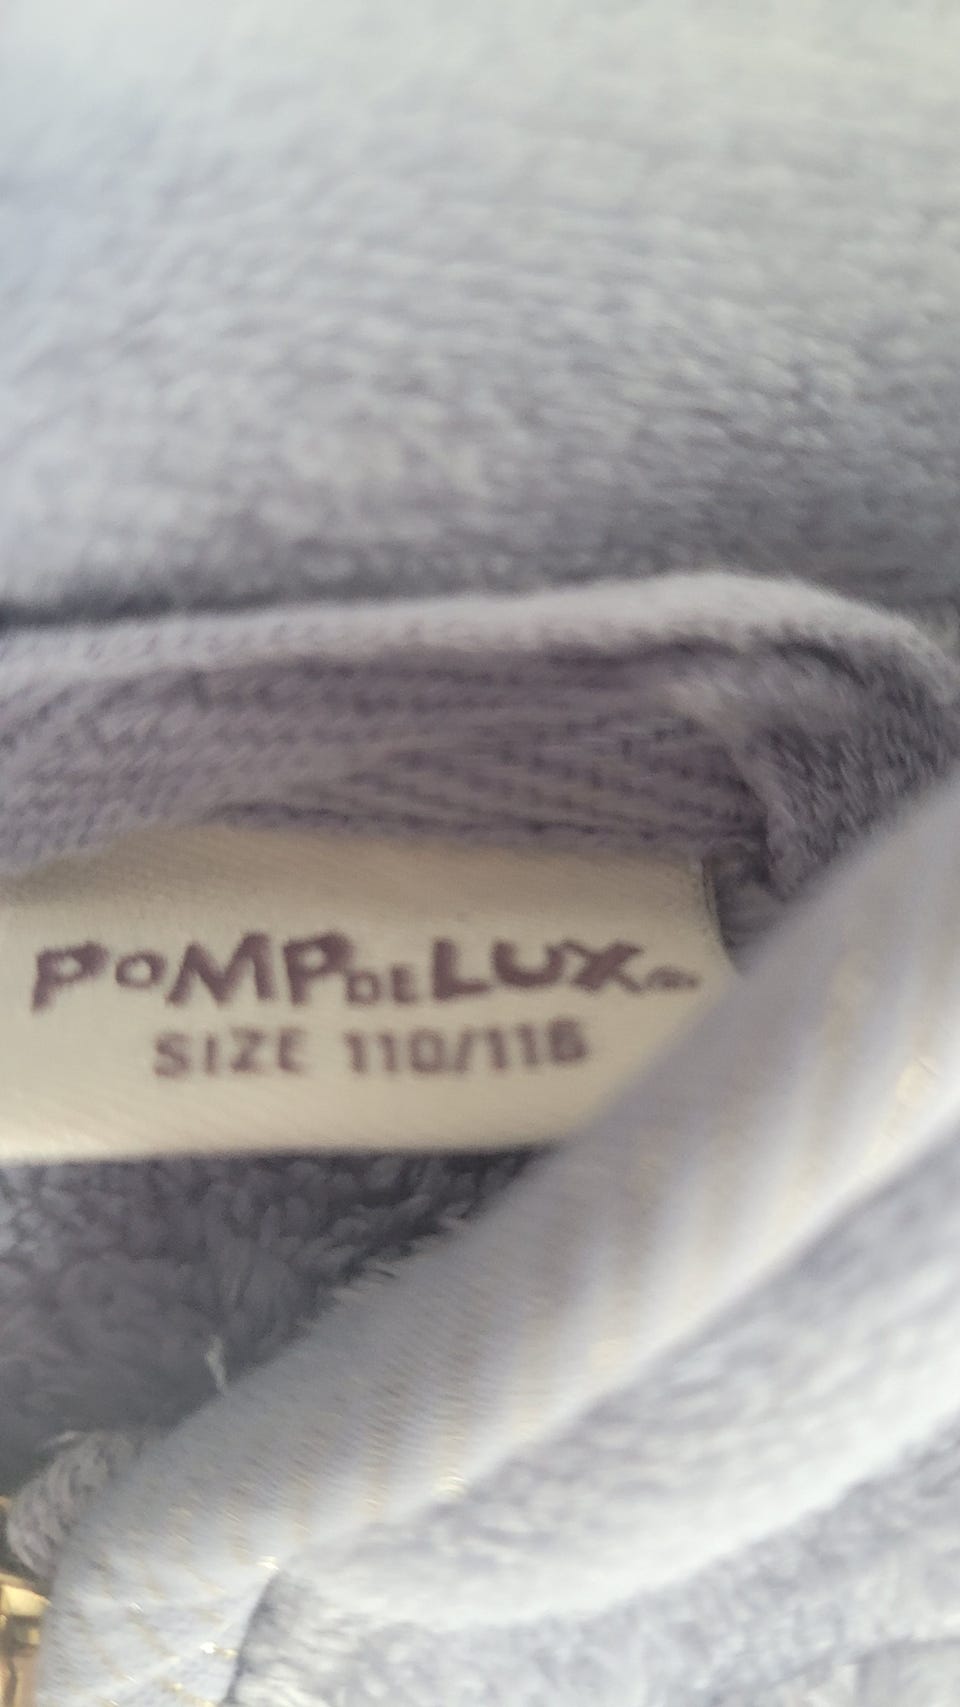 POMPDELUX
SIZE 110/116